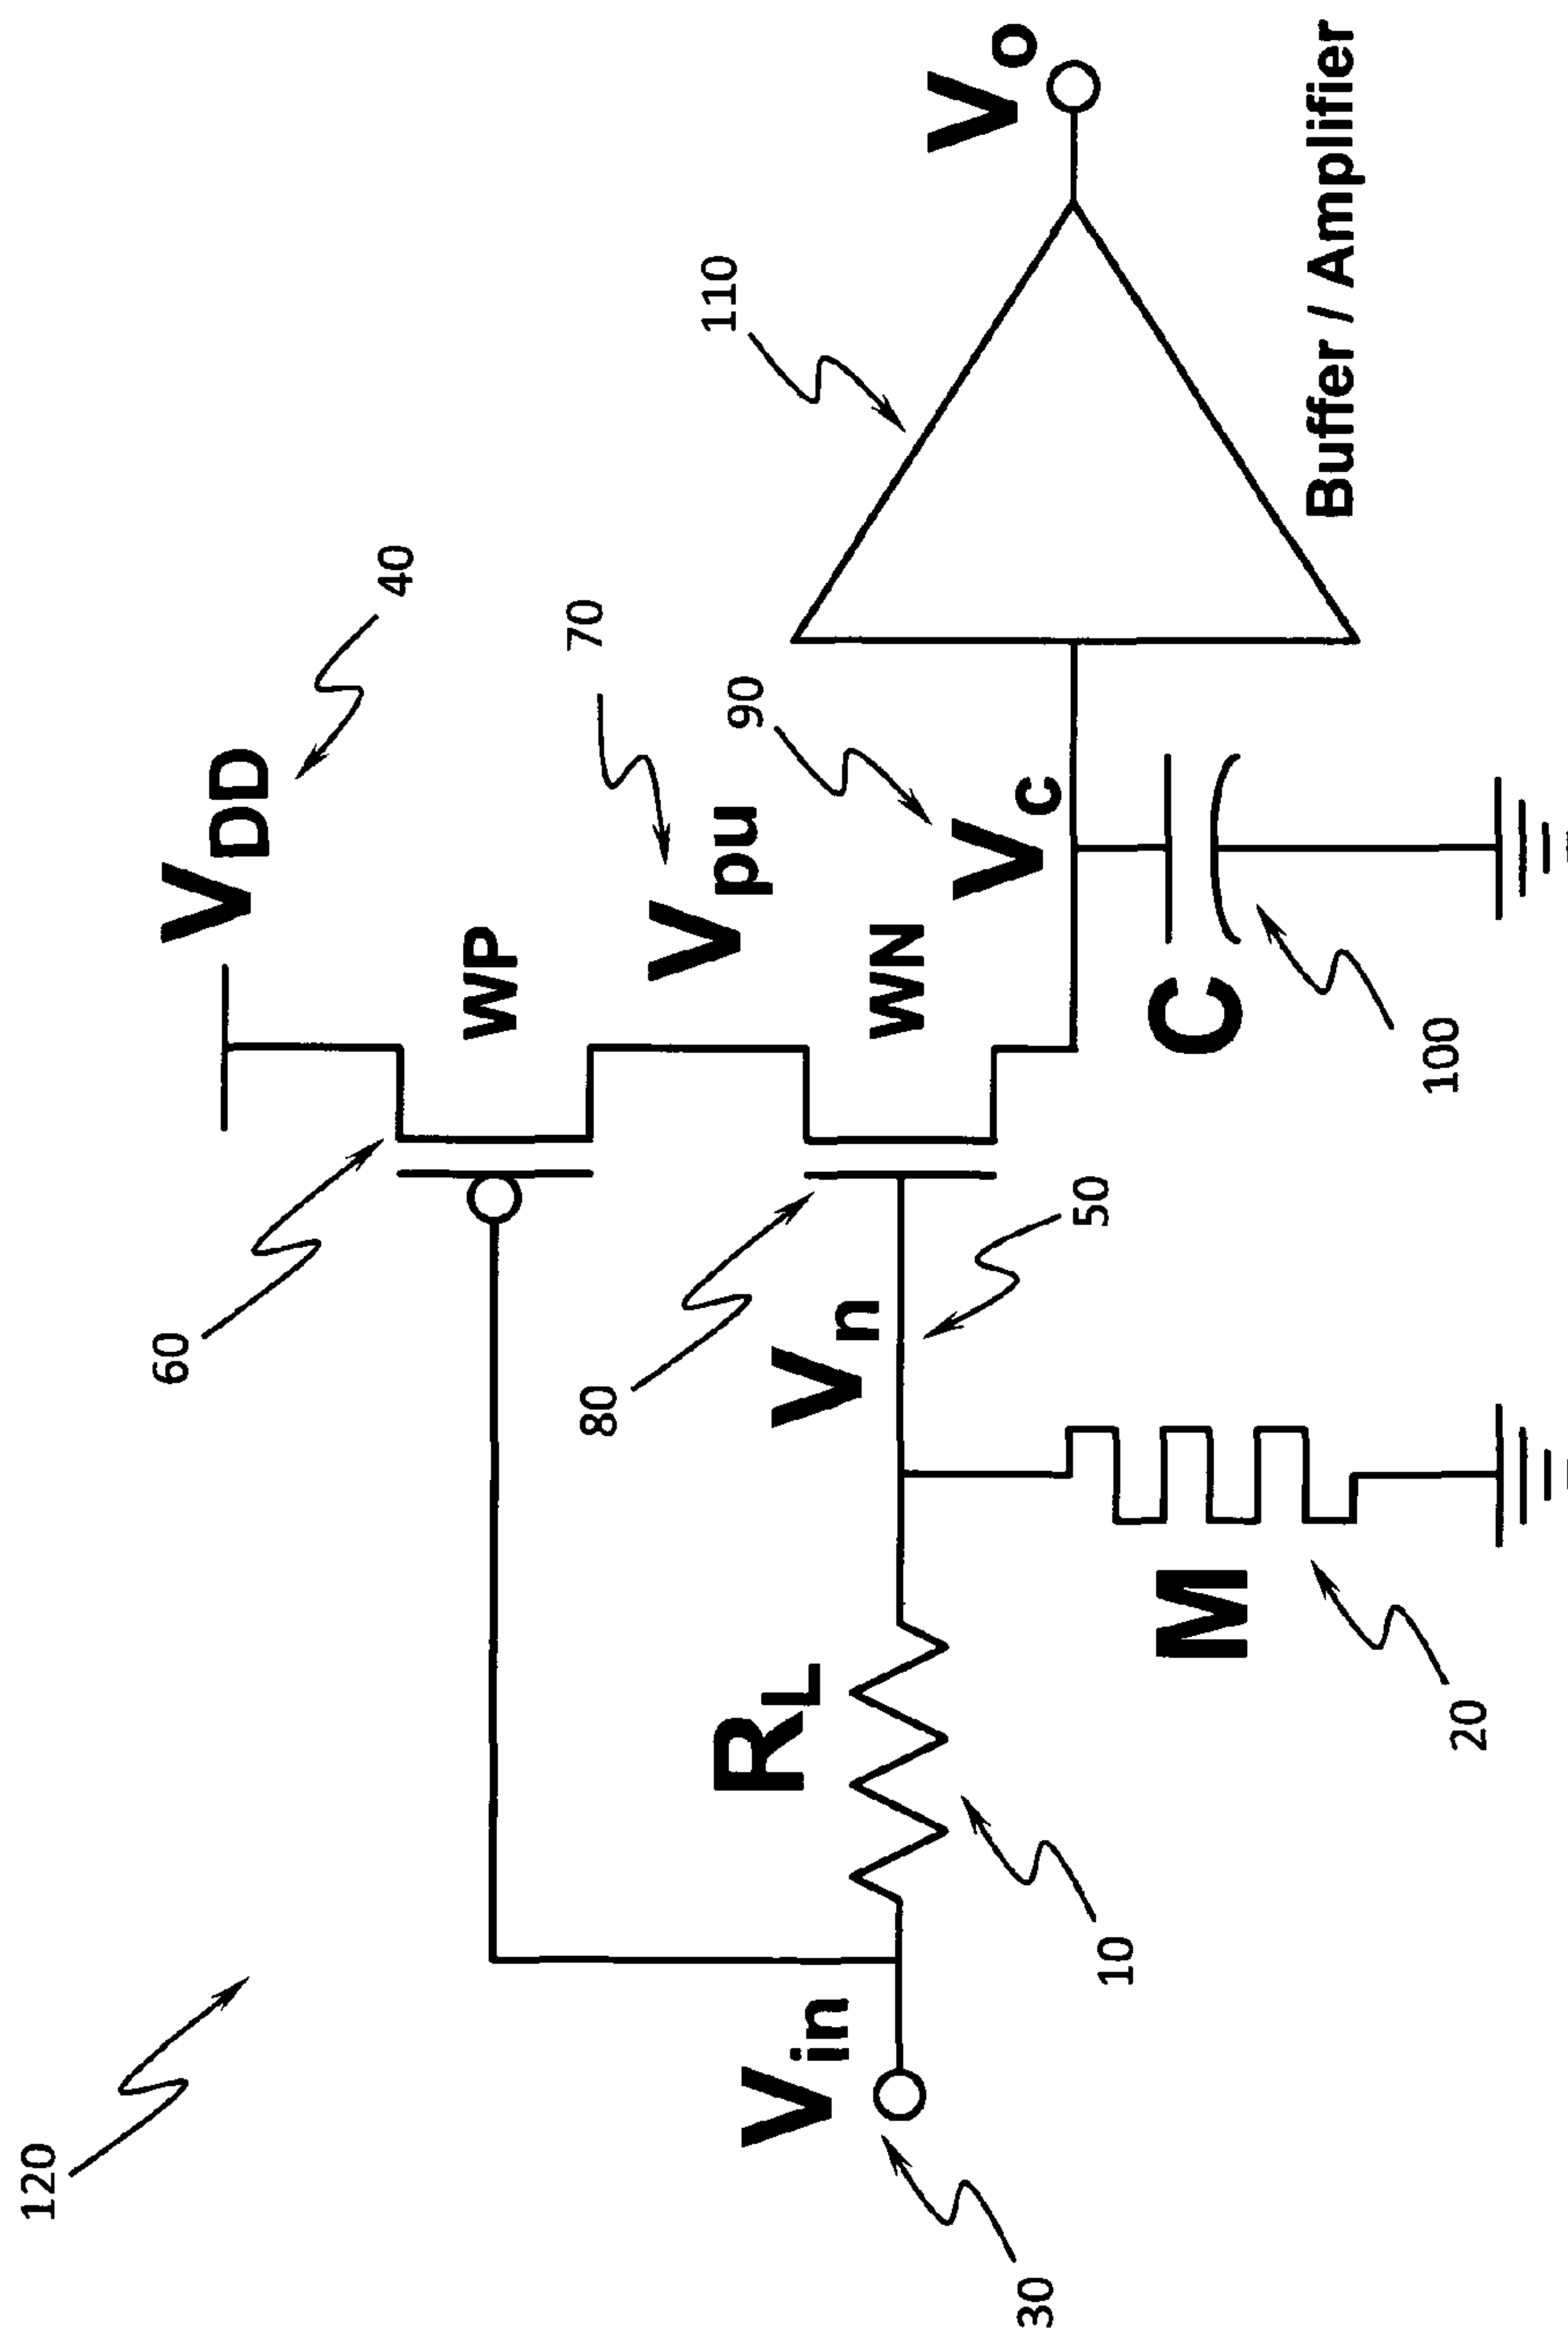 120
V_DD
40
60
WP
V_pu
70
80
WN
V_n
50
V_c
90
110
V_o
V_in
30
R_L
10
M
20
C
100
Buffer / Amplifier